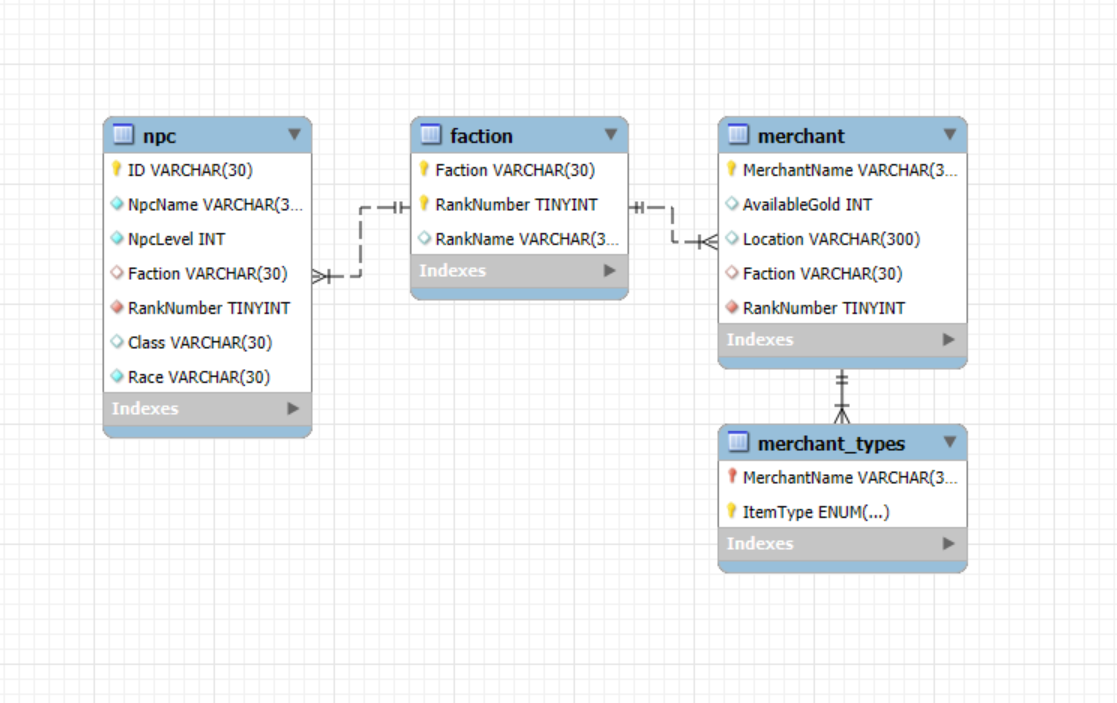 npc
ID VARCHAR(30)
NpcName VARCHAR(3...
NpcLevel INT
Faction VARCHAR(30)
RankNumber TINYINT
Class VARCHAR(30)
Race VARCHAR(30)
Indexes
faction
Faction VARCHAR(30)
RankNumber TINYINT
RankName VARCHAR(3...
Indexes
merchant
MerchantName VARCHAR(3...
AvailableGold INT
Location VARCHAR(300)
Faction VARCHAR(30)
RankNumber TINYINT
Indexes
merchant_types
MerchantName VARCHAR(3...
ItemType ENUM(...)
Indexes